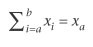 ∑_{i=a}^{b} x_i = x_a